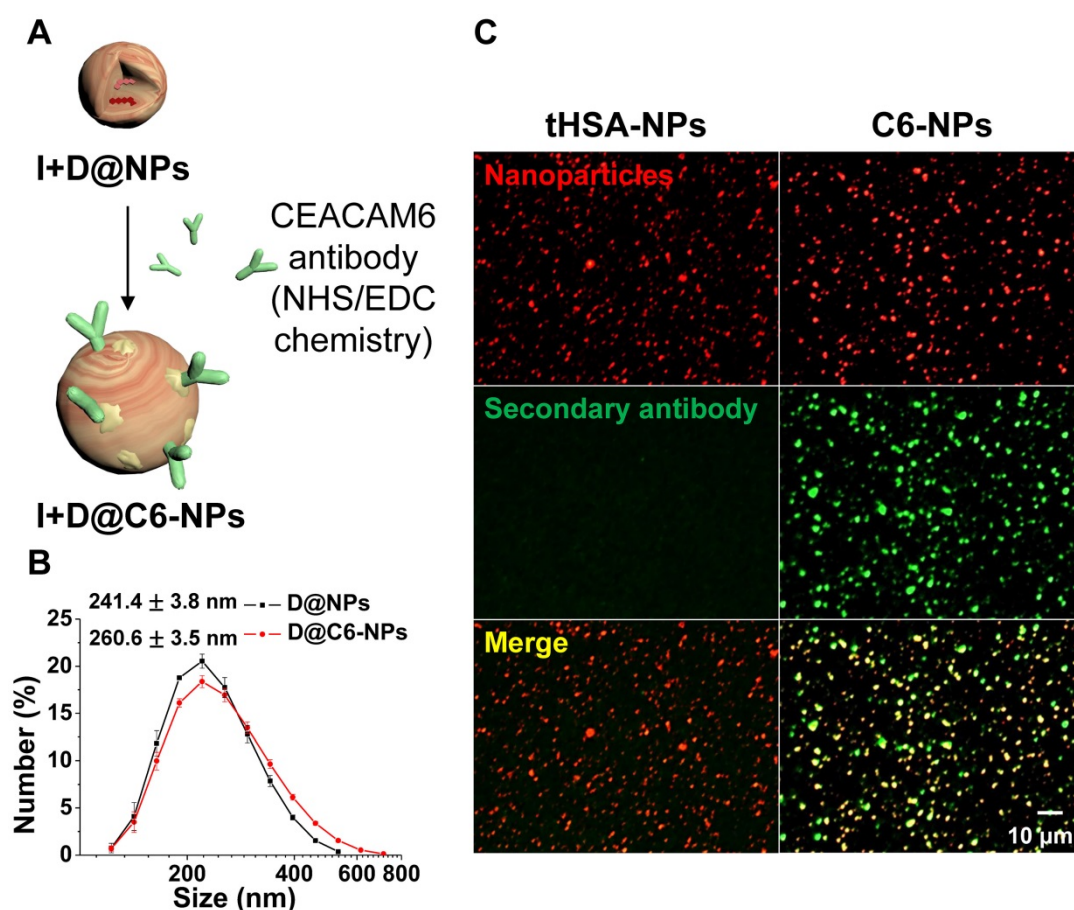 A
I+D@NPs
CEACAM6
antibody
(NHS/EDC
chemistry)
I+D@C6-NPs
B
241.4 ± 3.8 nm
D@NPs
260.6 ± 3.5 nm
D@C6-NPs
25
20
15
10
5
0
Number (%)
200
400
600
800
Size (nm)
C
tHSA-NPs
C6-NPs
Nanoparticles
Secondary antibody
Merge
10 µm